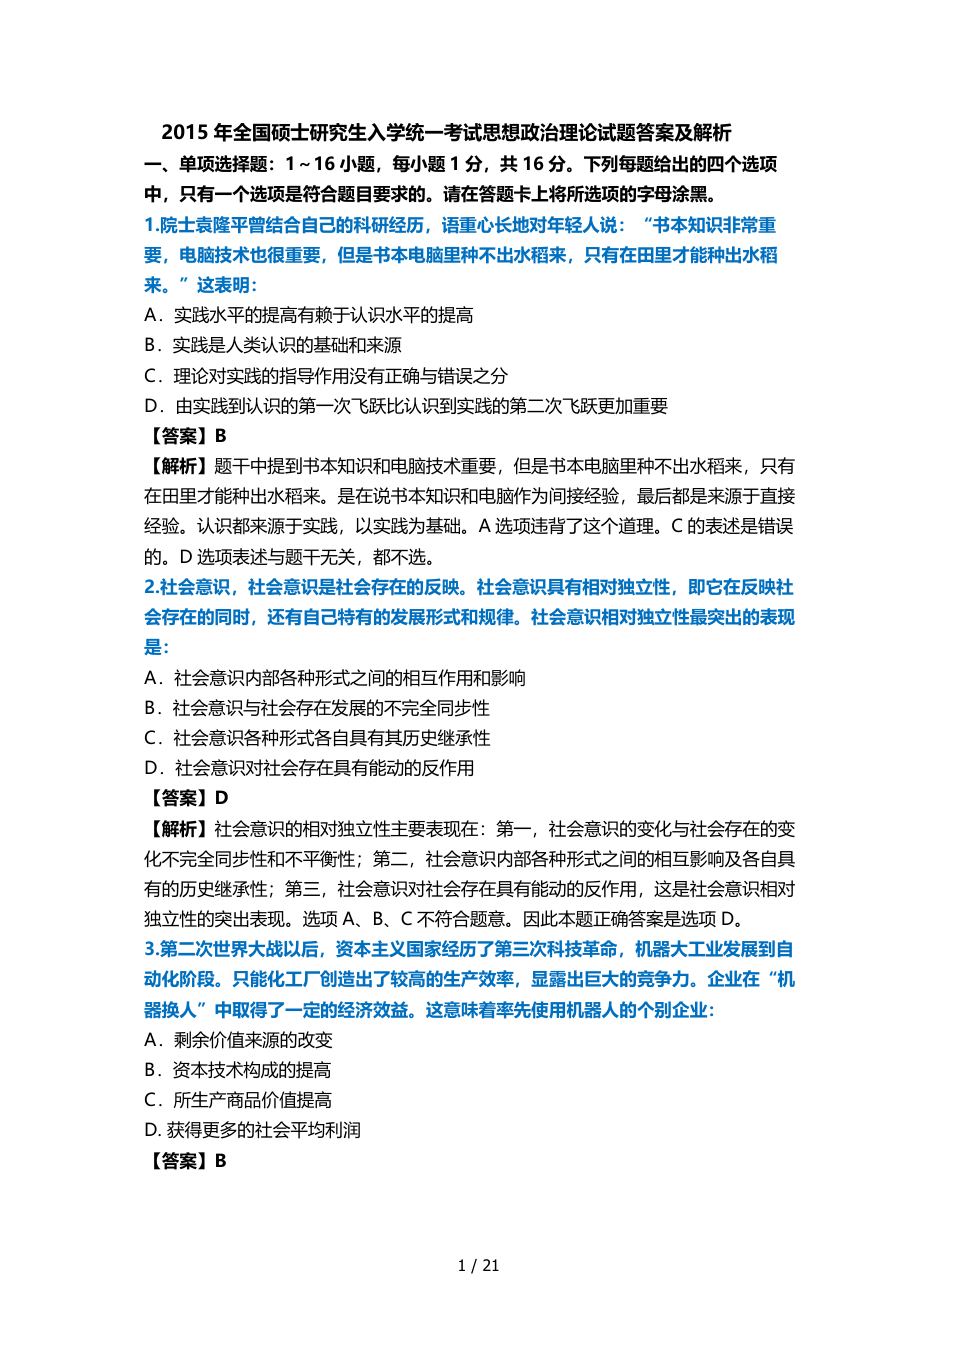 2015 年全国硕士研究生入学统一考试思想政治理论试题答案及解析
一、单项选择题：1～16 小题，每小题 1 分，共 16 分。下列每题给出的四个选项
中，只有一个选项是符合题目要求的。请在答题卡上将所选项的字母涂黑。
1.院士袁隆平曾结合自己的科研经历，语重心长地对年轻人说：“书本知识非常重
要，电脑技术也很重要，但是书本电脑里种不出水稻来，只有在田里才能种出水稻
来。”这表明：
A．实践水平的提高有赖于认识水平的提高
B．实践是人类认识的基础和来源
C．理论对实践的指导作用没有正确与错误之分
D．由实践到认识的第一次飞跃比认识到实践的第二次飞跃更加重要
【答案】B
【解析】题干中提到书本知识和电脑技术重要，但是书本电脑里种不出水稻来，只有
在田里才能种出水稻来。是在说书本知识和电脑作为间接经验，最后都是来源于直接
经验。认识都来源于实践，以实践为基础。A 选项违背了这个道理。C 的表述是错误
的。D 选项表述与题干无关，都不选。
2.社会意识，社会意识是社会存在的反映。社会意识具有相对独立性，即它在反映社
会存在的同时，还有自己特有的发展形式和规律。社会意识相对独立性最突出的表现
是：
A．社会意识内部各种形式之间的相互作用和影响
B．社会意识与社会存在发展的不完全同步性
C．社会意识各种形式各自具有其历史继承性
D．社会意识对社会存在具有能动的反作用
【答案】D
【解析】社会意识的相对独立性主要表现在：第一，社会意识的变化与社会存在的变
化不完全同步性和不平衡性；第二，社会意识内部各种形式之间的相互影响及各自具
有的历史继承性；第三，社会意识对社会存在具有能动的反作用，这是社会意识相对
独立性的突出表现。选项 A、B、C 不符合题意。因此本题正确答案是选项 D。
3.第二次世界大战以后，资本主义国家经历了第三次科技革命，机器大工业发展到自
动化阶段。只能化工厂创造出了较高的生产效率，显露出巨大的竞争力。企业在“机
器换人”中取得了一定的经济效益。这意味着率先使用机器人的个别企业：
A．剩余价值来源的改变
B．资本技术构成的提高
C．所生产商品价值提高
D. 获得更多的社会平均利润
【答案】B
1 / 21